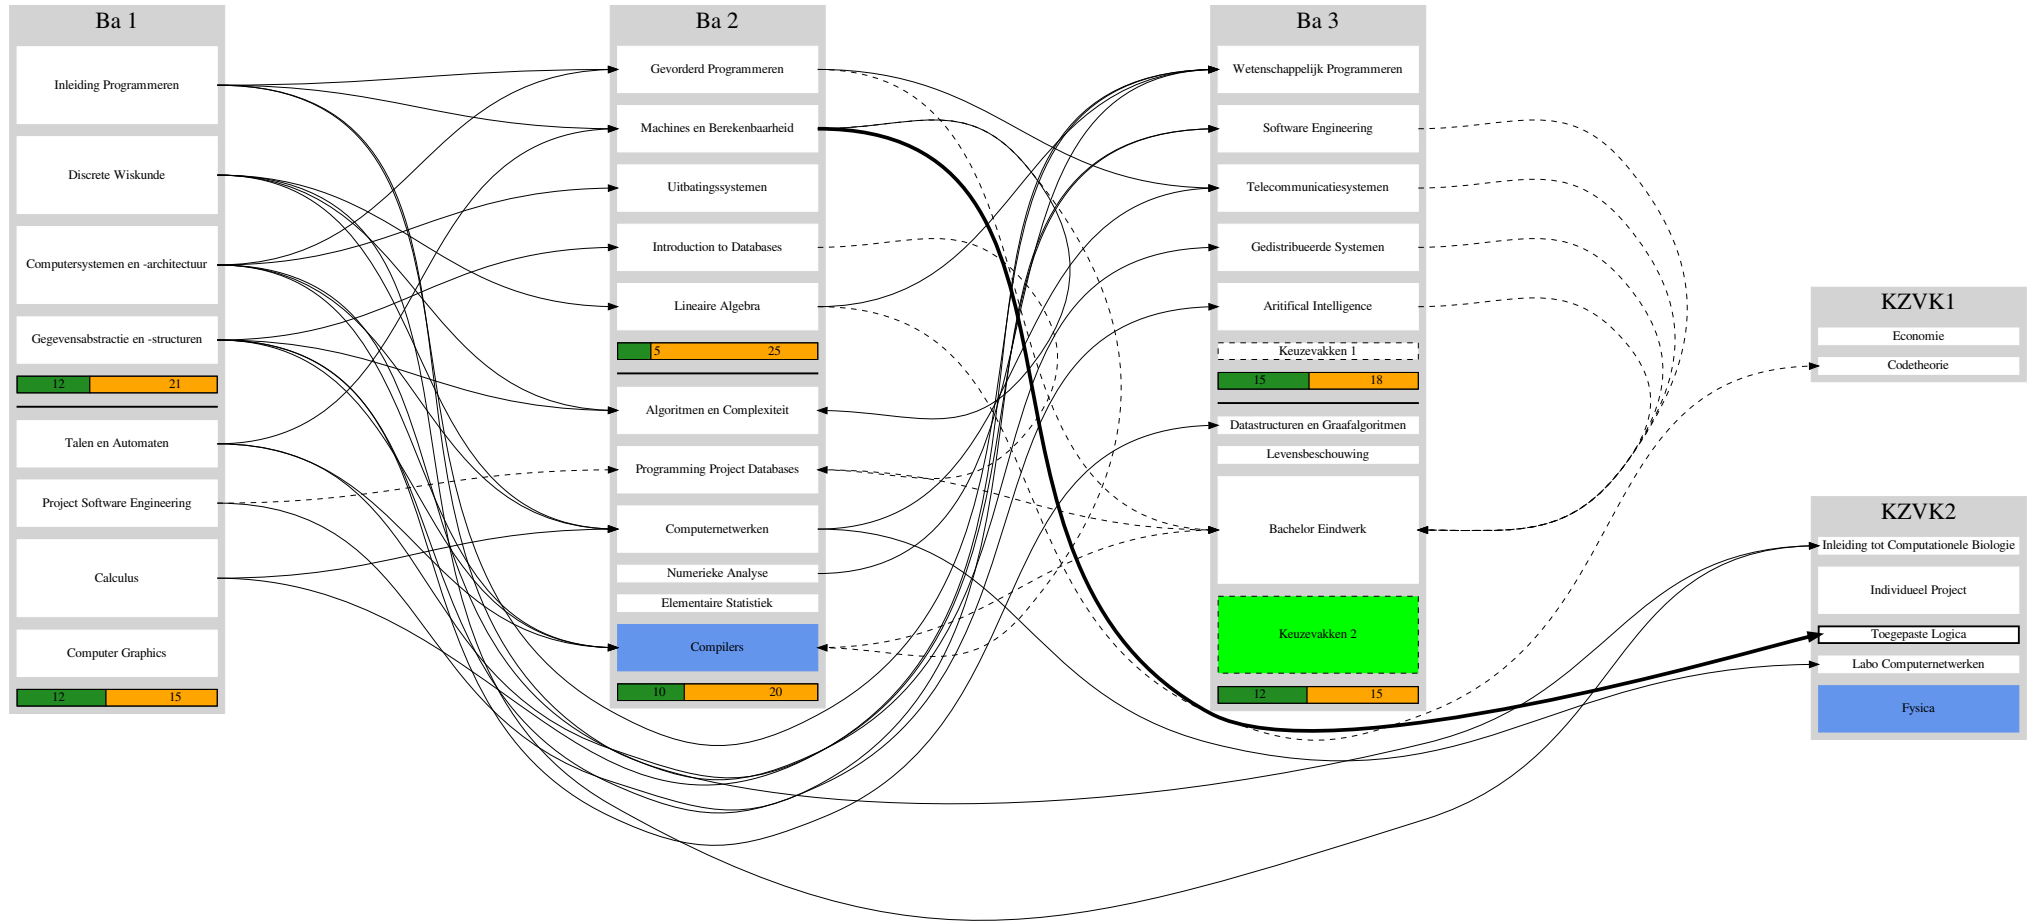 Ba 1
Inleiding Programmeren
Discrete Wiskunde
Computersystemen en -architectuur
Gegevensabstractie en -structuren
12 21
Talen en Automaten
Project Software Engineering
Calculus
Computer Graphics
12 15
Ba 2
Gevorderd Programmeren
Machines en Berekenbaarheid
Uitbatingssystemen
Introduction to Databases
Lineaire Algebra
5 25
Algoritmen en Complexiteit
Programming Project Databases
Computernetwerken
Numerieke Analyse
Elementaire Statistiek
Compilers
10 20
Ba 3
Wetenschappelijk Programmeren
Software Engineering
Telecommunicatiesystemen
Gedistribueerde Systemen
Aritifical Intelligence
Keuzevakken 1
15 18
Datastructuren en Graafalgoritmen
Levensbeschouwing
Bachelor Eindwerk
Keuzevakken 2
12 15
KZVK1
Economie
Codetheorie
KZVK2
Inleiding tot Computationele Biologie
Individueel Project
Toegepaste Logica
Labo Computernetwerken
Fysica